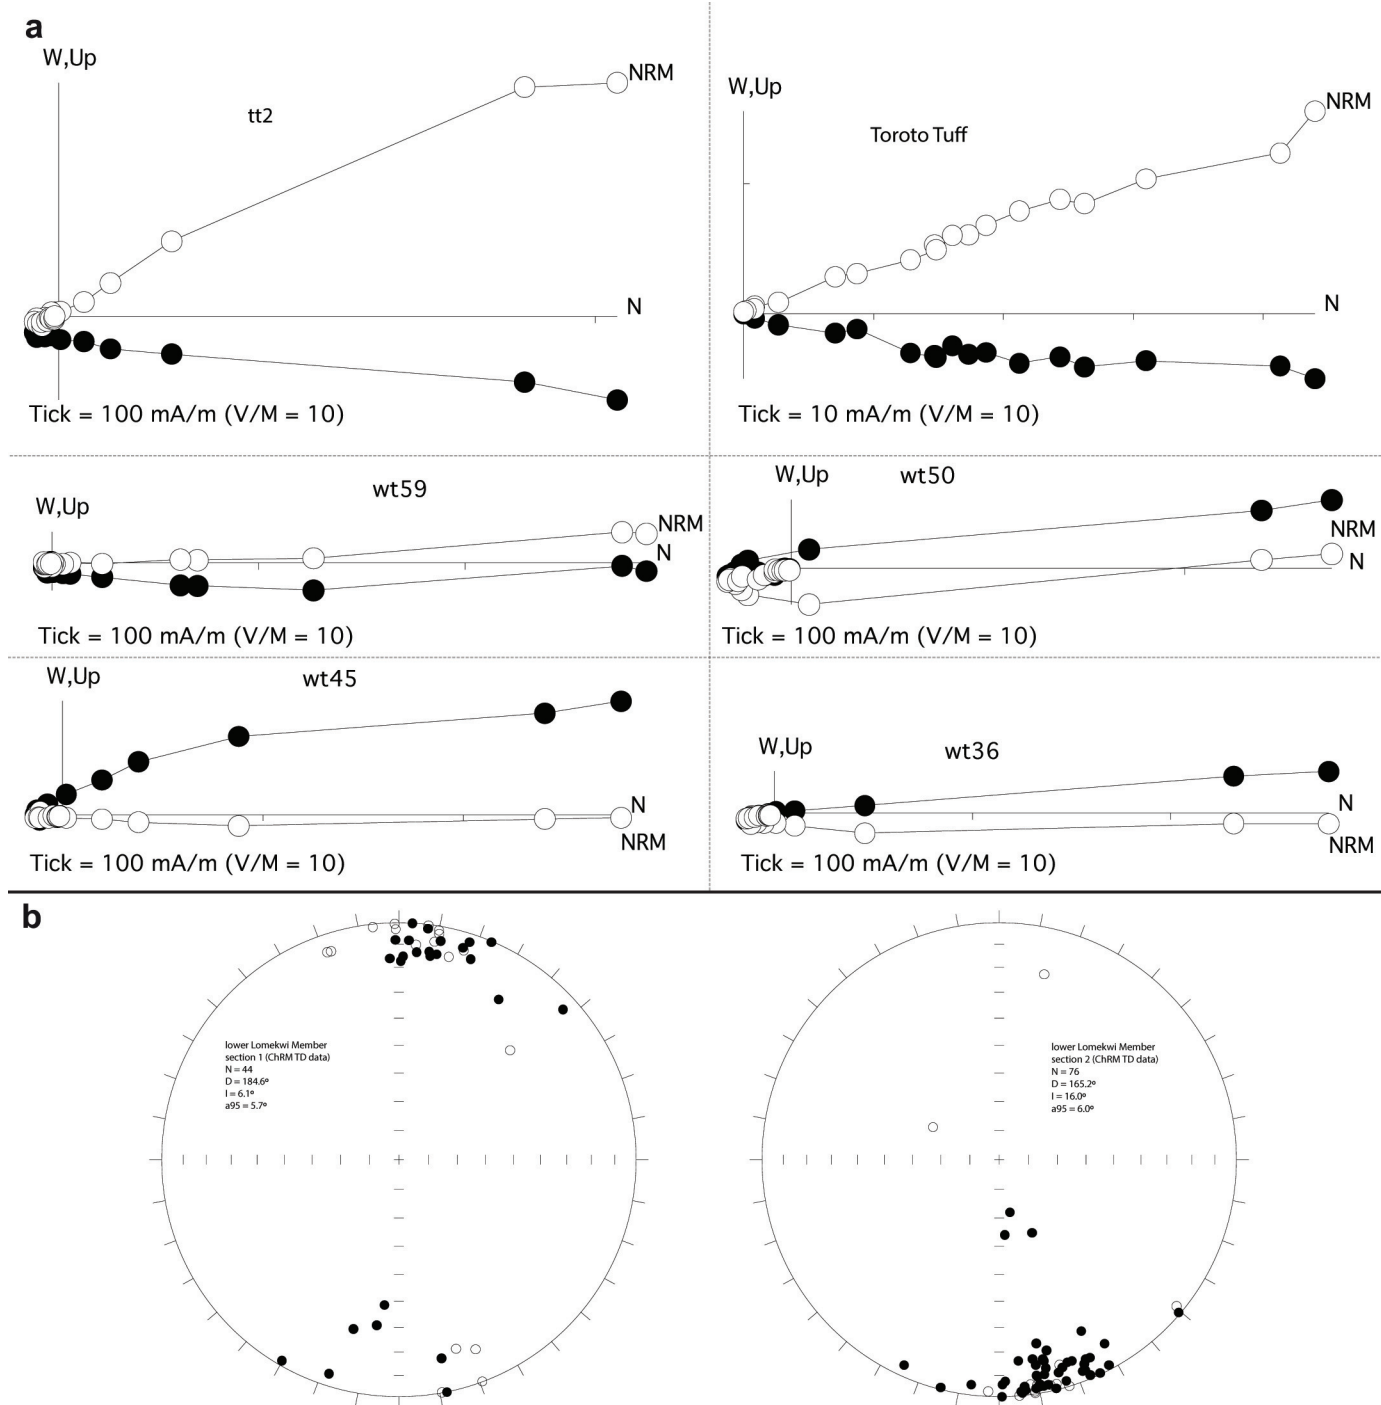 a
W,Up
tt2
NRM
N
Tick = 100 mA/m (V/M = 10)
W,Up
Toroto Tuff
NRM
N
Tick = 10 mA/m (V/M = 10)
W,Up
wt59
NRM
N
Tick = 100 mA/m (V/M = 10)
W,Up
wt50
NRM
N
Tick = 100 mA/m (V/M = 10)
W,Up
wt45
N
NRM
Tick = 100 mA/m (V/M = 10)
W,Up
wt36
N
NRM
Tick = 100 mA/m (V/M = 10)
b
lower Lomekwi Member
section 1 (ChRM TD data)
N = 44
D = 184.6º
I = 6.1º
a95 = 5.7º
lower Lomekwi Member
section 2 (ChRM TD data)
N = 76
D = 165.2º
I = 16.0º
a95 = 6.0º